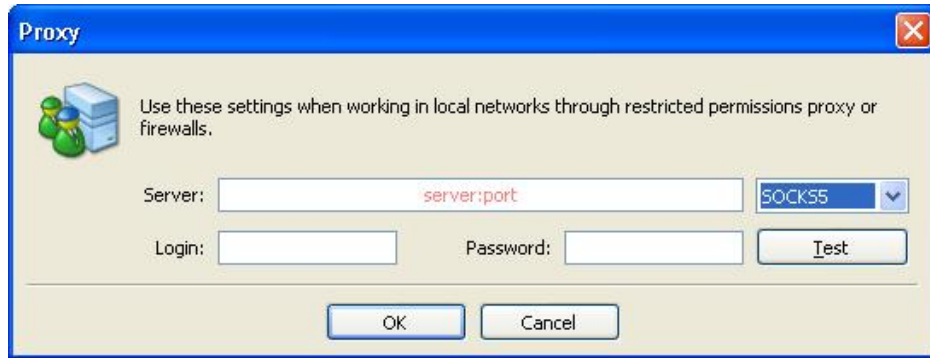 Proxy
Use these settings when working in local networks through restricted permissions proxy or
firewalls.
Server: server:port SOCKS5
Login: Password: Test
OK Cancel